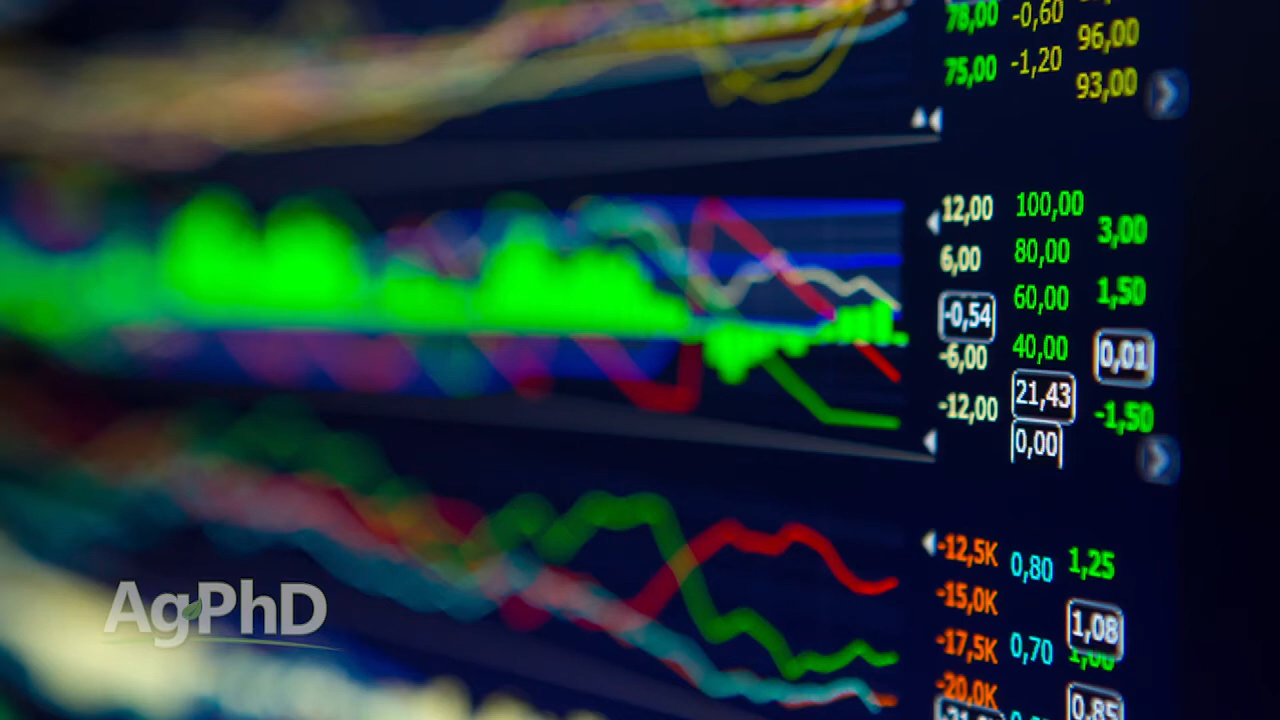 78,00 -0,60 96,00
75,00 -1,20 93,00
12,00 100,00 3,00
6,00 80,00 1,50
-0,54 60,00 0,01
-6,00 40,00 -1,50
-12,00 21,43
0,00
-12,5K 0,80 1,25
-15,0K 1,08
-17,5K 0,70 1,00
-20,0K 0,85
AgPhD